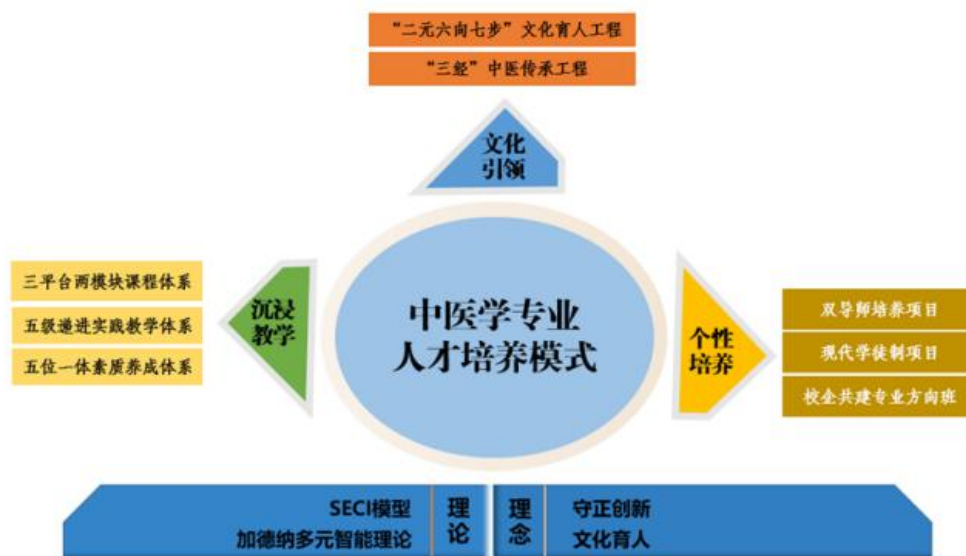 “二元六向七步”文化育人工程
“三经”中医传承工程
文化
引领
三平台两模块课程体系
五级递进实践教学体系
五位一体素质养成体系
沉浸
教学
中医学专业
人才培养模式
个性
培养
双导师培养项目
现代学徒制项目
校企共建专业方向班
SECI模型
加德纳多元智能理论
理
论
理
念
守正创新
文化育人